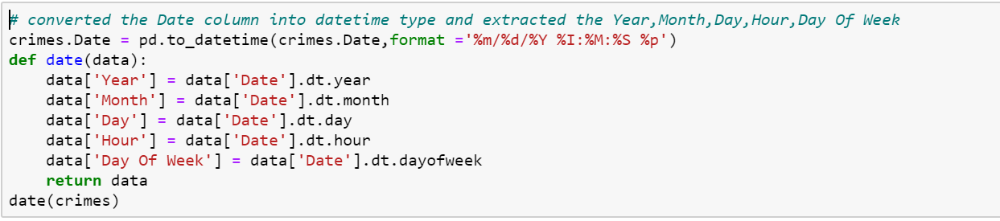 # converted the Date column into datetime type and extracted the Year,Month,Day,Hour,Day Of Week
crimes.Date = pd.to_datetime(crimes.Date,format ='%m/%d/%Y %I:%M:%S %p')
def date(data):
    data['Year'] = data['Date'].dt.year
    data['Month'] = data['Date'].dt.month
    data['Day'] = data['Date'].dt.day
    data['Hour'] = data['Date'].dt.hour
    data['Day Of Week'] = data['Date'].dt.dayofweek
    return data
date(crimes)